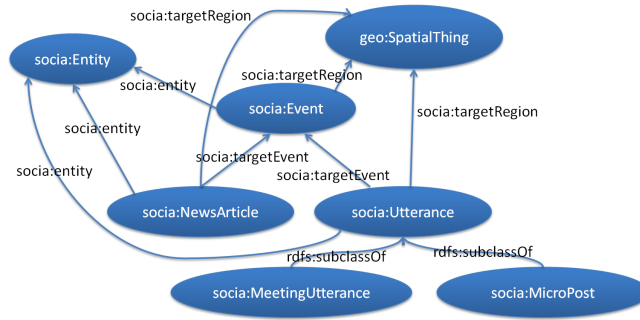 socia:targetRegion
geo:SpatialThing
socia:Entity
socia:targetRegion
socia:entity
socia:Event
socia:targetRegion
socia:entity
socia:targetEvent
socia:entity
socia:targetEvent
socia:NewsArticle
socia:Utterance
rdfs:subclassOf
rdfs:subclassOf
socia:MeetingUtterance
socia:MicroPost